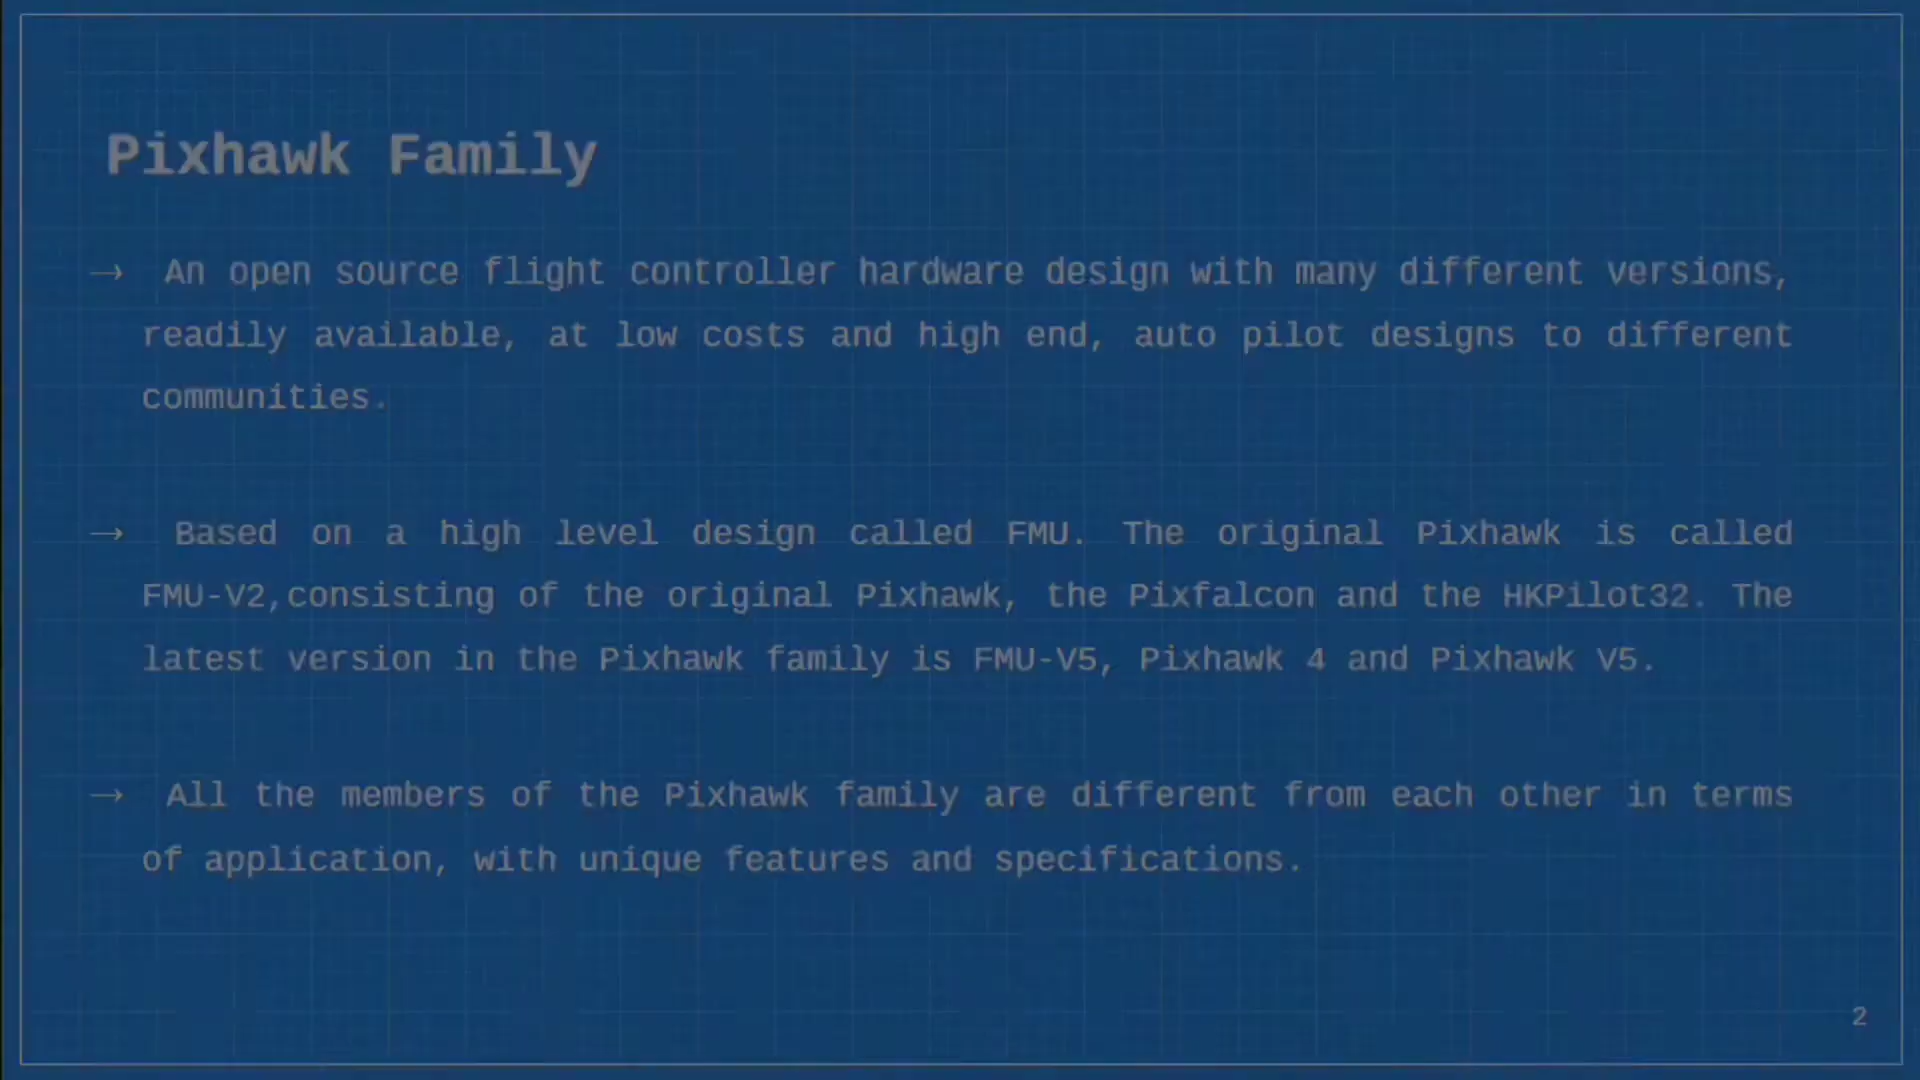 Pixhawk Family
→ An open source flight controller hardware design with many different versions,
readily available, at low costs and high end, auto pilot designs to different
communities.
→ Based on a high level design called FMU. The original Pixhawk is called
FMU-V2,consisting of the original Pixhawk, the Pixfalcon and the HKPilot32. The
latest version in the Pixhawk family is FMU-V5, Pixhawk 4 and Pixhawk V5.
→ All the members of the Pixhawk family are different from each other in terms
of application, with unique features and specifications.
2